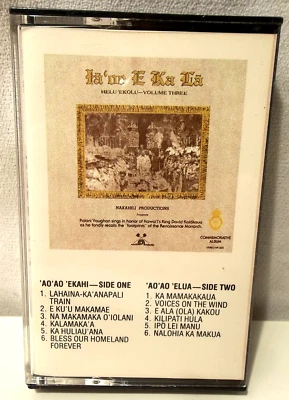 Ia'oe E Ka Lā
HELU 'EKOLU—VOLUME THREE
NAKAHILI PRODUCTIONS
Presents
Palani Vaughan sings in honor of Hawai'i's King David Kalākaua
as he fondly recalls the "footprints" of the Renaissance Monarch.
COMMEMORATIVE
ALBUM
'AO'AO 'EKAHI—SIDE ONE
1. LAHAINA-KA'ANAPALI
TRAIN
2. E KU'U MAKAMAE
3. NA MAKAMAKA O'IOLANI
4. KALAMAKA'A
5. KA HULIAU'ANA
6. BLESS OUR HOMELAND
FOREVER
'AO'AO 'ELUA—SIDE TWO
1. KA MAMAKAKAUA
2. VOICES ON THE WIND
3. E ALA (OLA) KAKOU
4. KILIPATI HŪLA
5. IPŌ LEI MANU
6. NALOHIA KA MAKUA